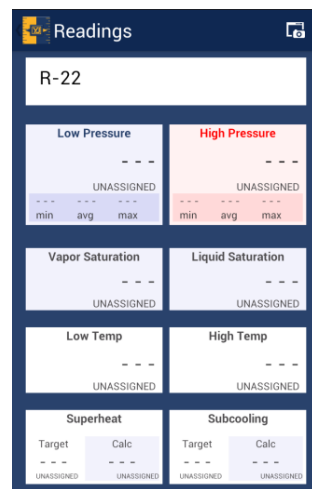 Readings
R-22
Low Pressure High Pressure
- - - - - -
UNASSIGNED UNASSIGNED
- - - - - - - - - - - - - - - - - -
min avg max min avg max
Vapor Saturation Liquid Saturation
- - - - - -
UNASSIGNED UNASSIGNED
Low Temp High Temp
- - - - - -
UNASSIGNED UNASSIGNED
Superheat Subcooling
Target Calc Target Calc
- - - - - - - - - - - -
UNASSIGNED UNASSIGNED UNASSIGNED UNASSIGNED